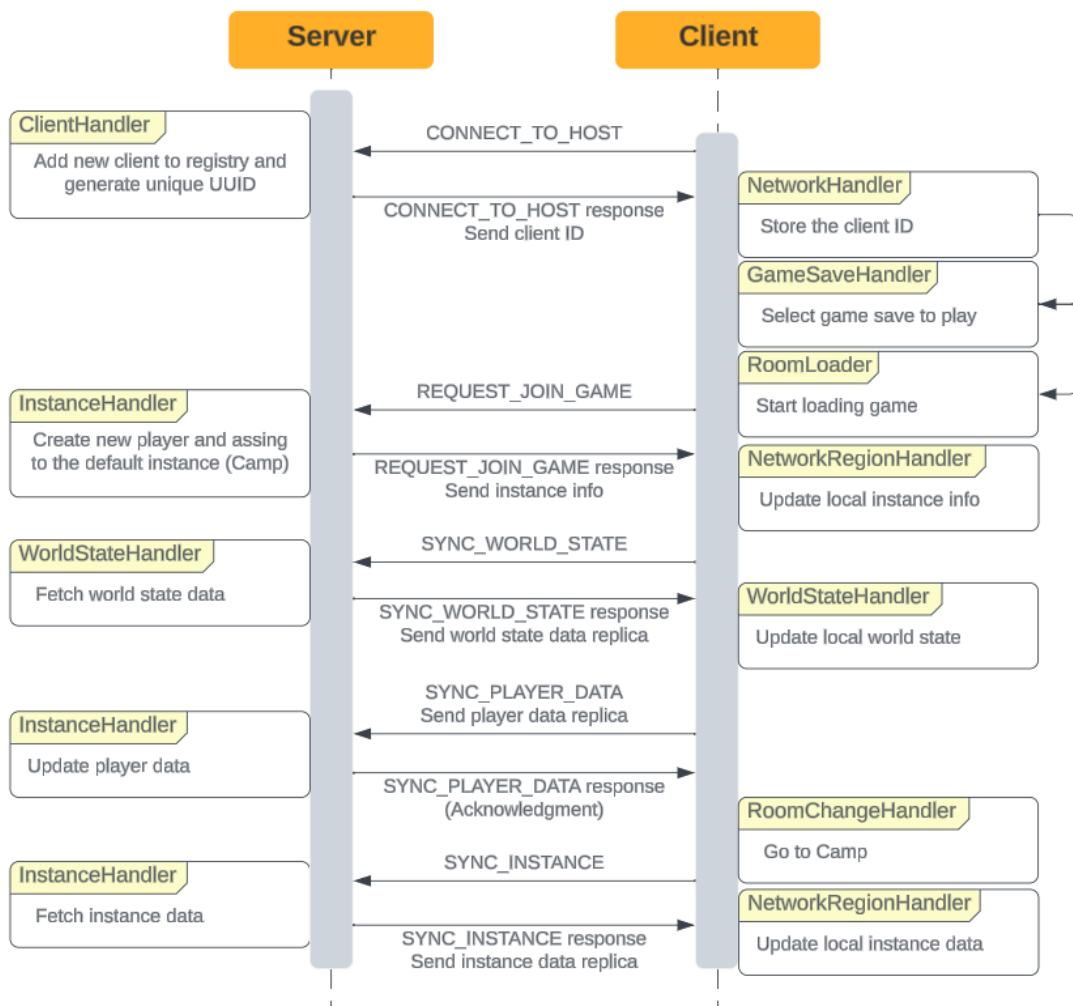 Server
Client
ClientHandler
Add new client to registry and
generate unique UUID
CONNECT_TO_HOST
CONNECT_TO_HOST response
Send client ID
NetworkHandler
Store the client ID
GameSaveHandler
Select game save to play
RoomLoader
Start loading game
REQUEST_JOIN_GAME
InstanceHandler
Create new player and assing
to the default instance (Camp)
REQUEST_JOIN_GAME response
Send instance info
NetworkRegionHandler
Update local instance info
SYNC_WORLD_STATE
WorldStateHandler
Fetch world state data
SYNC_WORLD_STATE response
Send world state data replica
WorldStateHandler
Update local world state
SYNC_PLAYER_DATA
Send player data replica
InstanceHandler
Update player data
SYNC_PLAYER_DATA response
(Acknowledgment)
RoomChangeHandler
Go to Camp
SYNC_INSTANCE
InstanceHandler
Fetch instance data
SYNC_INSTANCE response
Send instance data replica
NetworkRegionHandler
Update local instance data